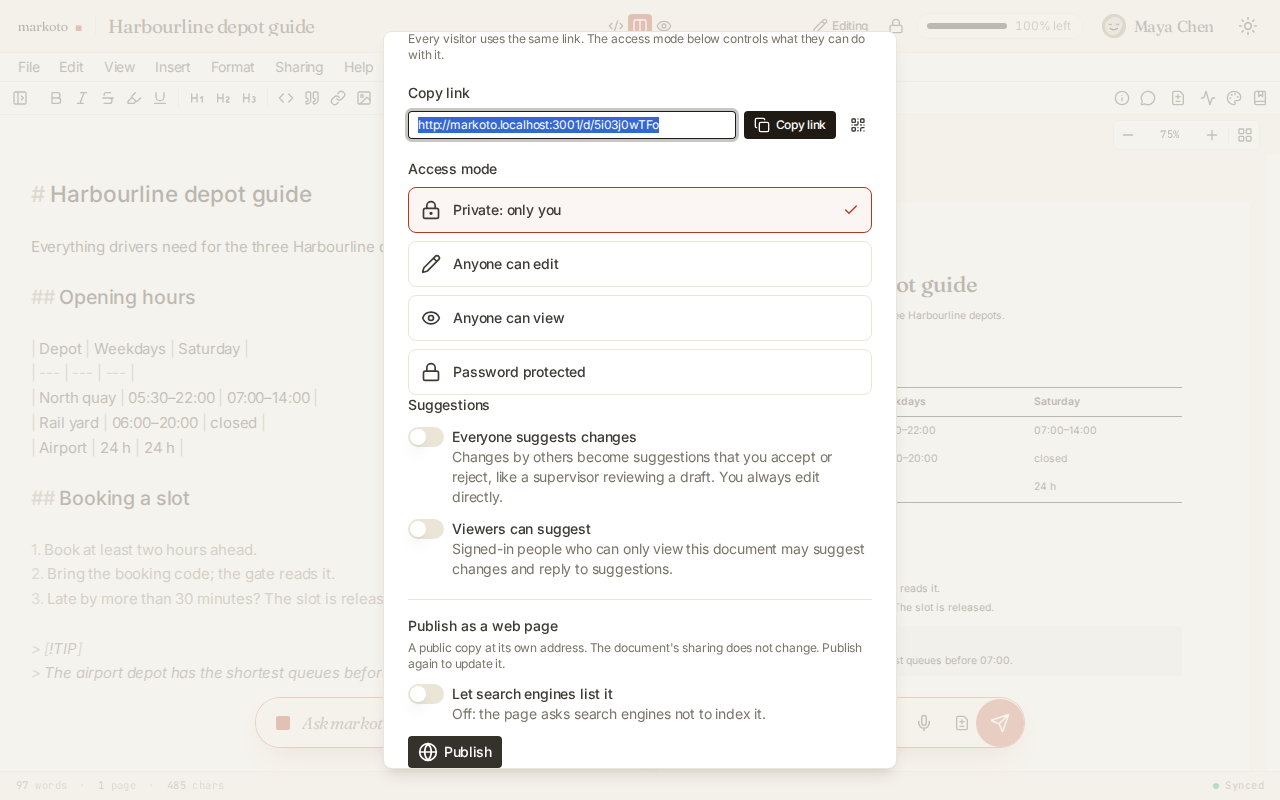 markoto
Harbourline depot guide
Editing
100% left
Maya Chen
File Edit View Insert Format Sharing Help
H1 H2 H3
75%
# Harbourline depot guide
Everything drivers need for the three Harbourline
## Opening hours
| Depot | Weekdays | Saturday |
| --- | --- | --- |
| North quay | 05:30–22:00 | 07:00–14:00 |
| Rail yard | 06:00–20:00 | closed |
| Airport | 24 h | 24 h |
## Booking a slot
1. Book at least two hours ahead.
2. Bring the booking code; the gate reads it.
3. Late by more than 30 minutes? The slot is releas
> [!TIP]
> The airport depot has the shortest queues befor
Every visitor uses the same link. The access mode below controls what they can do
with it.
Copy link
http://markoto.localhost:3001/d/5i03j0wTFo
Copy link
Access mode
Private: only you
Anyone can edit
Anyone can view
Password protected
Suggestions
Everyone suggests changes
Changes by others become suggestions that you accept or
reject, like a supervisor reviewing a draft. You always edit
directly.
Viewers can suggest
Signed-in people who can only view this document may suggest
changes and reply to suggestions.
Publish as a web page
A public copy at its own address. The document's sharing does not change. Publish
again to update it.
Let search engines list it
Off: the page asks search engines not to index it.
Publish
ot guide
ee Harbourline depots.
kdays Saturday
0–22:00 07:00–14:00
0–20:00 closed
24 h
reads it.
The slot is released.
st queues before 07:00.
Ask markot
97 words · 1 page · 485 chars
Synced